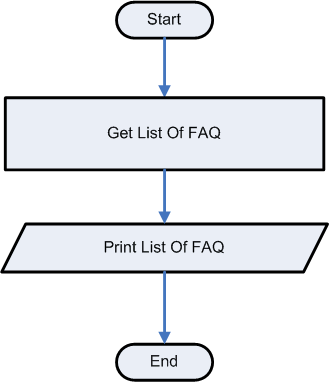 Start
Get List Of FAQ
Print List Of FAQ
End